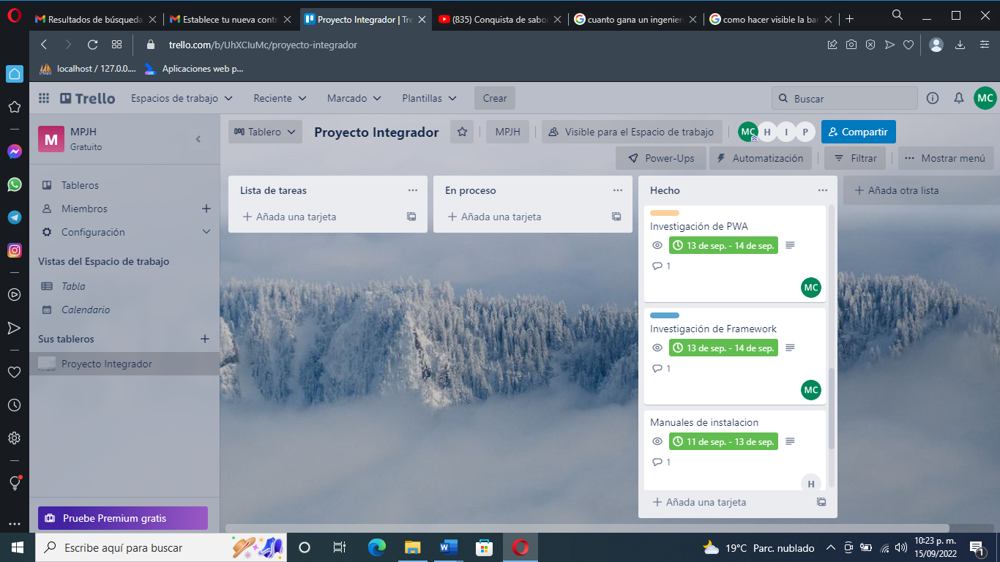 Resultados de búsqueda
Establece tu nueva cont
Proyecto Integrador | Tre
(835) Conquista de sabo
cuanto gana un ingenier
como hacer visible la ba
trello.com/b/UhXCIuMc/proyecto-integrador
localhost / 127.0.0....
Aplicaciones web p...
Trello
Espacios de trabajo
Reciente
Marcado
Plantillas
Crear
Buscar
MC
M
MPJH
Gratuito
Tablero
Proyecto Integrador
MPJH
Visible para el Espacio de trabajo
MC
H
I
P
Compartir
Power-Ups
Automatización
Filtrar
Mostrar menú
Tableros
Miembros
Configuración
Vistas del Espacio de trabajo
Tabla
Calendario
Sus tableros
Proyecto Integrador
Pruebe Premium gratis
Lista de tareas
Añada una tarjeta
En proceso
Añada una tarjeta
Hecho
Investigación de PWA
13 de sep. - 14 de sep.
1
MC
Investigación de Framework
13 de sep. - 14 de sep.
1
MC
Manuales de instalacion
11 de sep. - 13 de sep.
1
H
Añada una tarjeta
Añada otra lista
Escribe aquí para buscar
19°C Parc. nublado
10:23 p. m.
15/09/2022
1